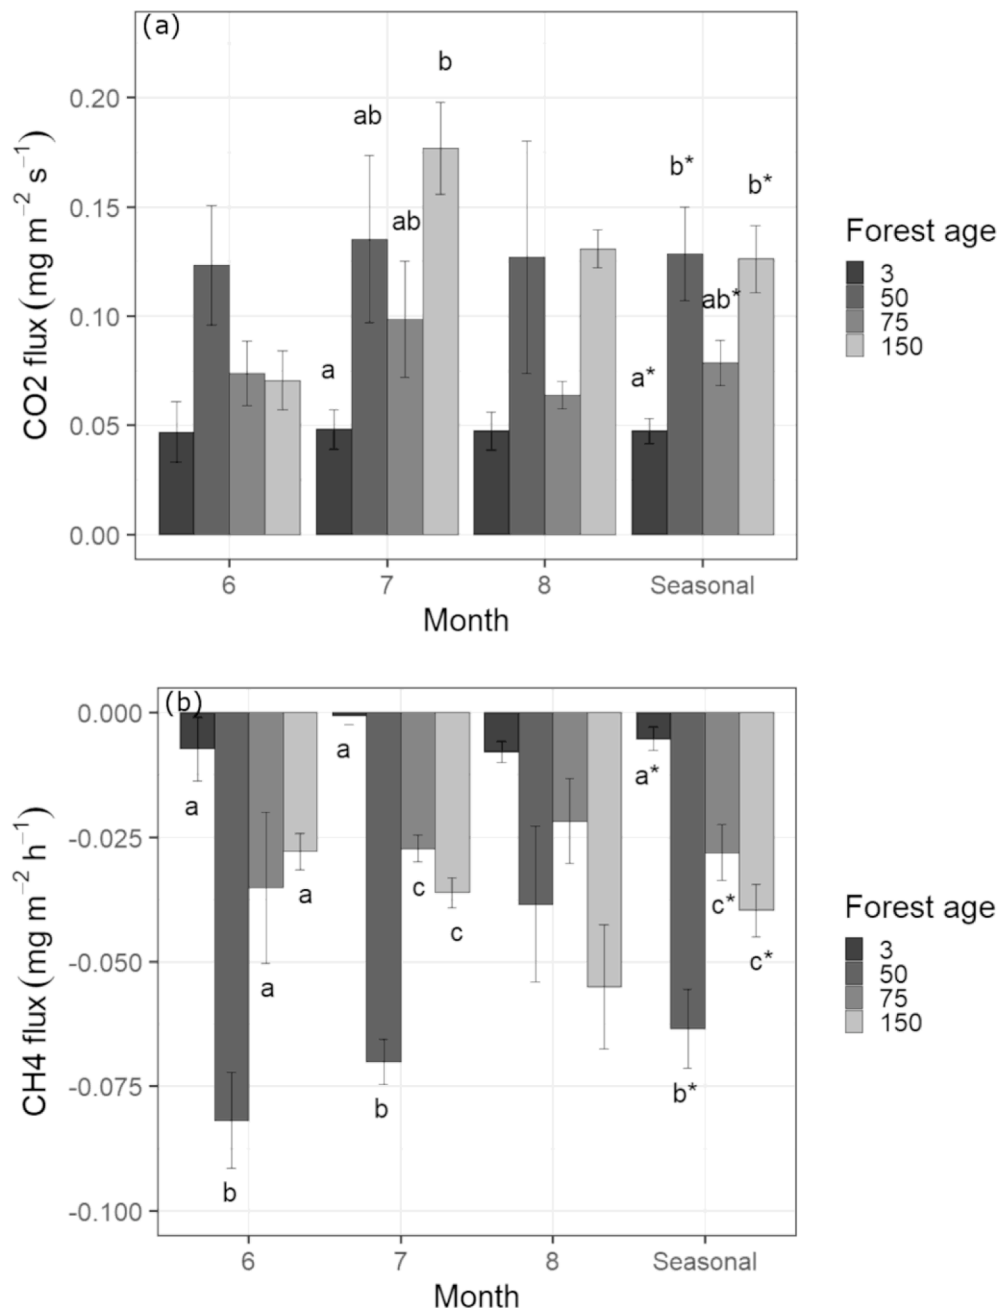 (a)
CO2 flux (mg m−2 s−1)
0.20
0.15
0.10
0.05
0.00
b
ab
ab
a
b*
b*
ab*
a*
6
7
8
Seasonal
Month
Forest age
3
50
75
150
(b)
CH4 flux (mg m−2 h−1)
0.000
-0.025
-0.050
-0.075
-0.100
a
b
a
a
a
b
c
c
a*
b*
c*
c*
6
7
8
Seasonal
Month
Forest age
3
50
75
150